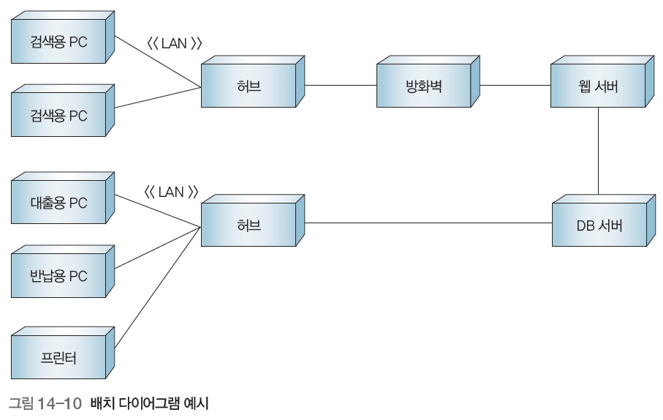 검색용 PC
《 LAN 》
허브
방화벽
웹 서버
검색용 PC
대출용 PC
《 LAN 》
허브
DB 서버
반납용 PC
프린터
그림 14-10 배치 다이어그램 예시